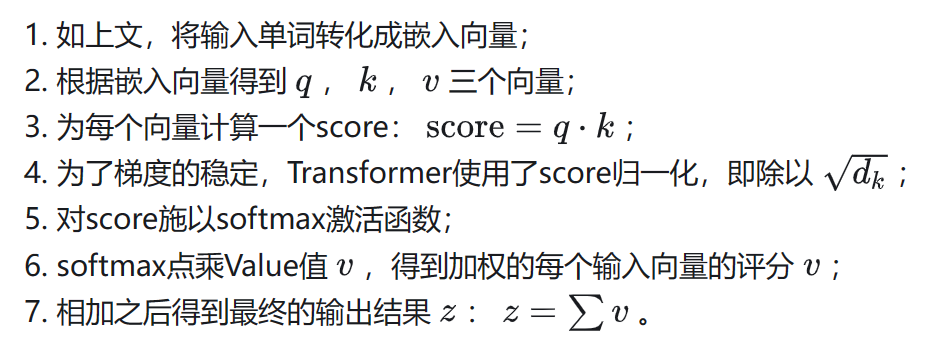 1. 如上文，将输入单词转化成嵌入向量；
2. 根据嵌入向量得到 q ， k ， v 三个向量；
3. 为每个向量计算一个score： score = q · k ；
4. 为了梯度的稳定，Transformer使用了score归一化，即除以 √d_k ；
5. 对score施以softmax激活函数；
6. softmax点乘Value值 v ，得到加权的每个输入向量的评分 v ；
7. 相加之后得到最终的输出结果 z ： z = ∑ v 。